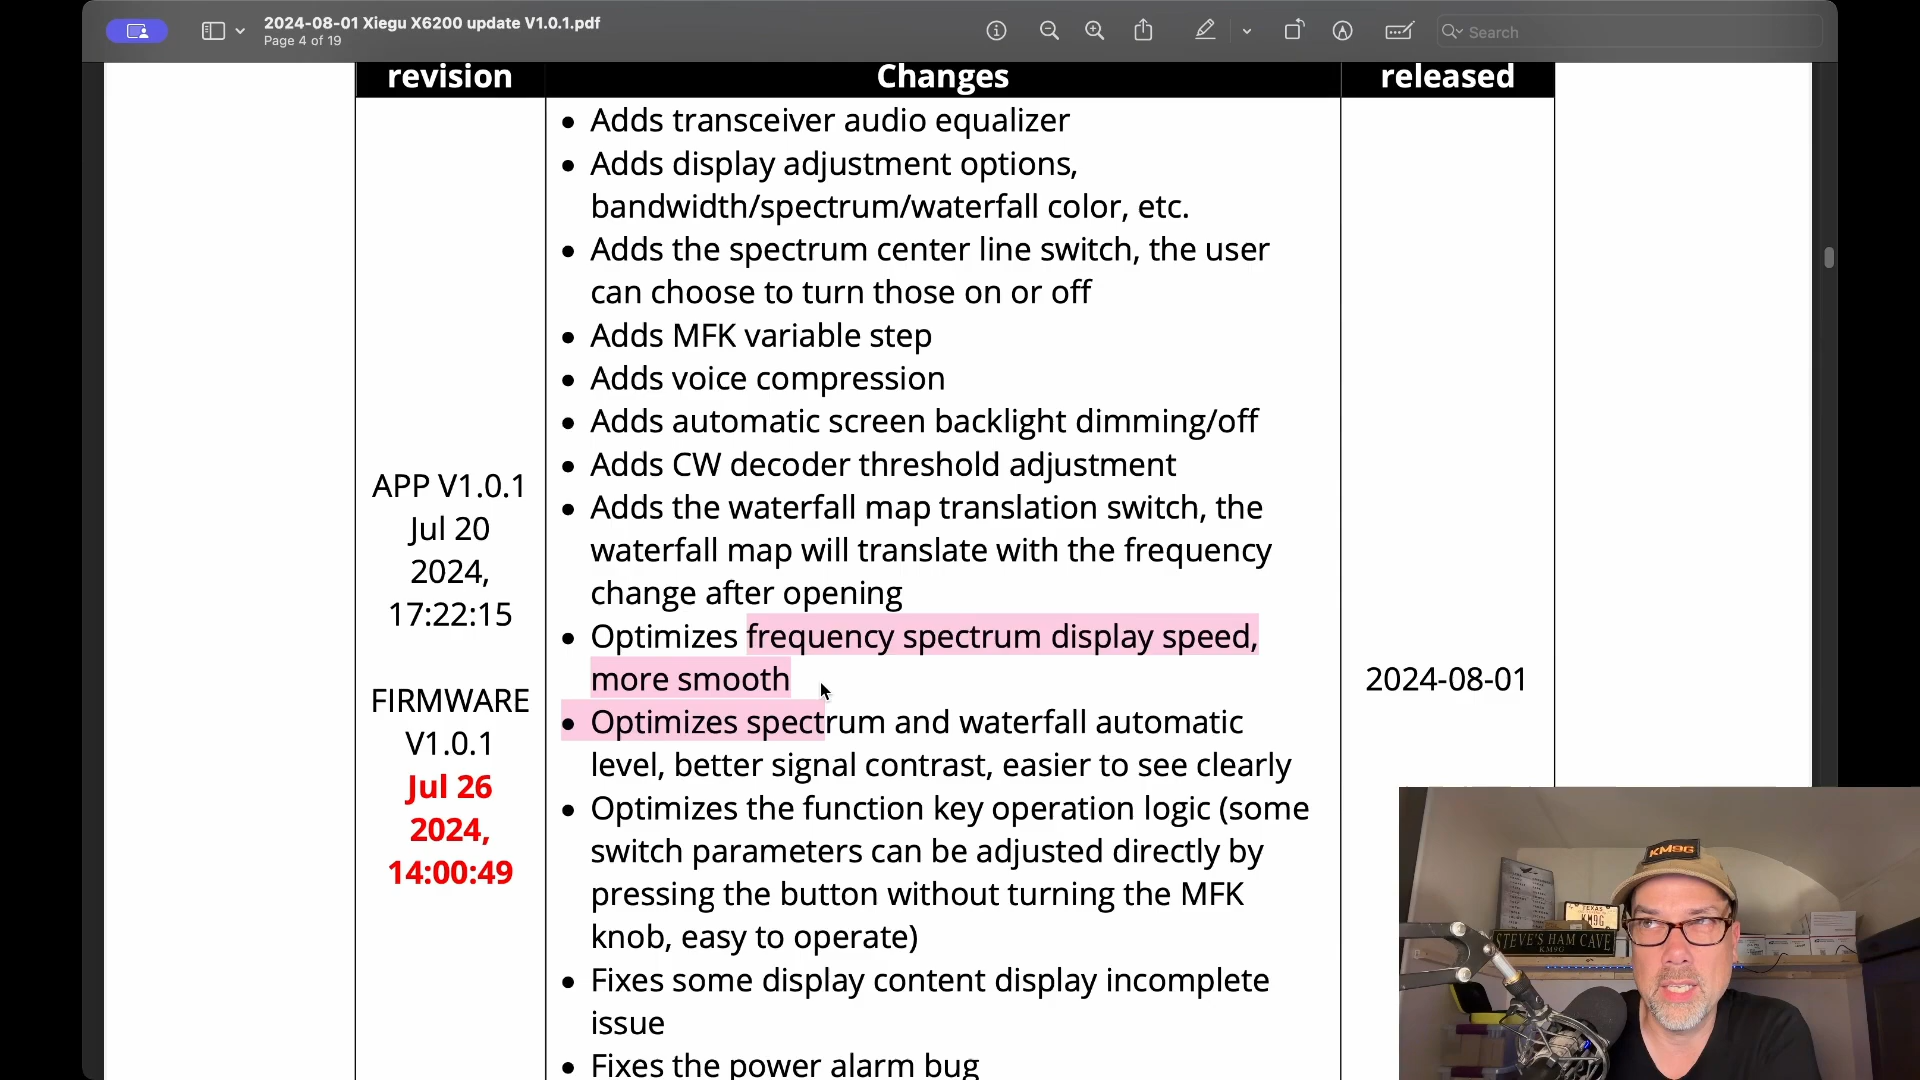 2024-08-01 Xiegu X6200 update V1.0.1.pdf
Page 4 of 19
Search
revision
Changes
released
• Adds transceiver audio equalizer
• Adds display adjustment options,
bandwidth/spectrum/waterfall color, etc.
• Adds the spectrum center line switch, the user
can choose to turn those on or off
• Adds MFK variable step
• Adds voice compression
• Adds automatic screen backlight dimming/off
• Adds CW decoder threshold adjustment
• Adds the waterfall map translation switch, the
waterfall map will translate with the frequency
change after opening
• Optimizes frequency spectrum display speed,
more smooth
• Optimizes spectrum and waterfall automatic
level, better signal contrast, easier to see clearly
• Optimizes the function key operation logic (some
switch parameters can be adjusted directly by
pressing the button without turning the MFK
knob, easy to operate)
• Fixes some display content display incomplete
issue
• Fixes the power alarm bug
APP V1.0.1
Jul 20
2024,
17:22:15
FIRMWARE
V1.0.1
Jul 26
2024,
14:00:49
2024-08-01
KM9G
TEXAS
KM9G
STEVE'S HAM CAVE
KM9G